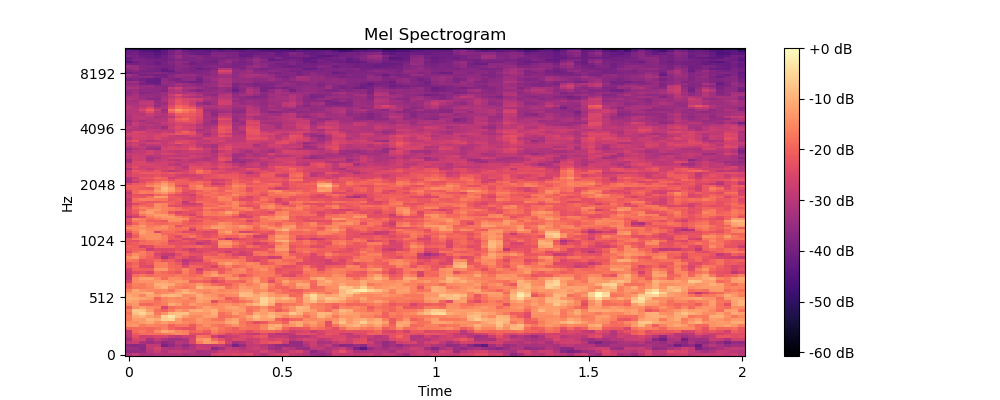 Mel Spectrogram
8192
4096
2048
1024
512
0
Hz
0
0.5
1
1.5
2
Time
+0 dB
-10 dB
-20 dB
-30 dB
-40 dB
-50 dB
-60 dB